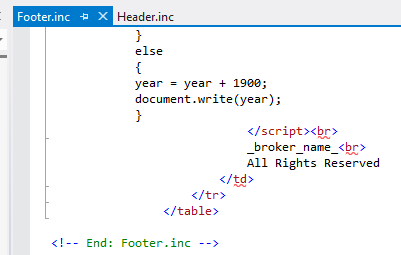 Footer.inc Header.inc
}
else
{
year = year + 1900;
document.write(year);
}
</script><br>
_broker_name_<br>
All Rights Reserved
</td>
</tr>
</table>
<!-- End: Footer.inc -->